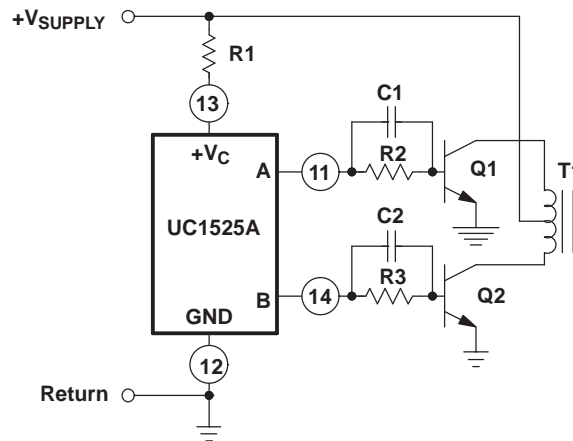 +VSUPPLY
R1
13
C1
+VC
A
11
R2
Q1
T1
UC1525A
C2
B
14
R3
Q2
GND
12
Return